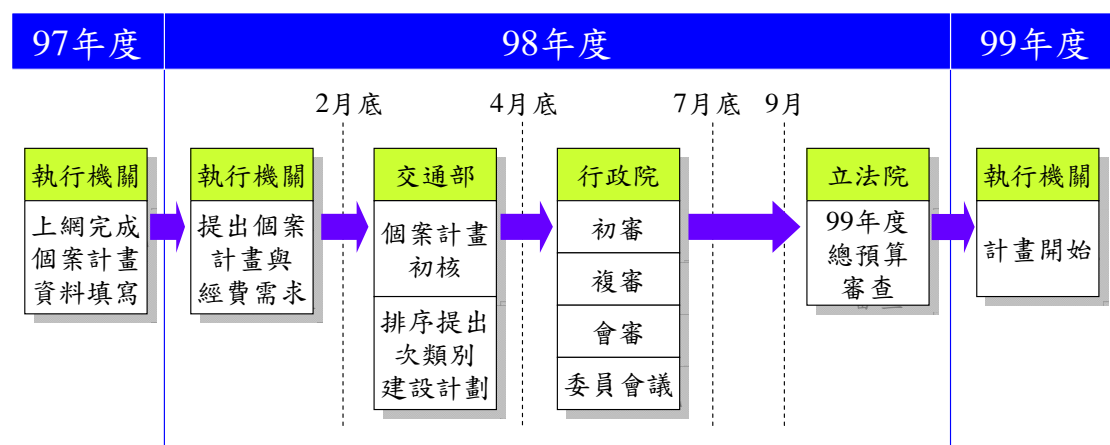 97年度
98年度
99年度
2月底
4月底
7月底
9月
執行機關
上網完成
個案計畫
資料填寫
執行機關
提出個案
計畫與
經費需求
交通部
個案計畫
初核
排序提出
次類別
建設計劃
行政院
初審
複審
會審
委員會議
立法院
99年度
總預算
審查
執行機關
計畫開始